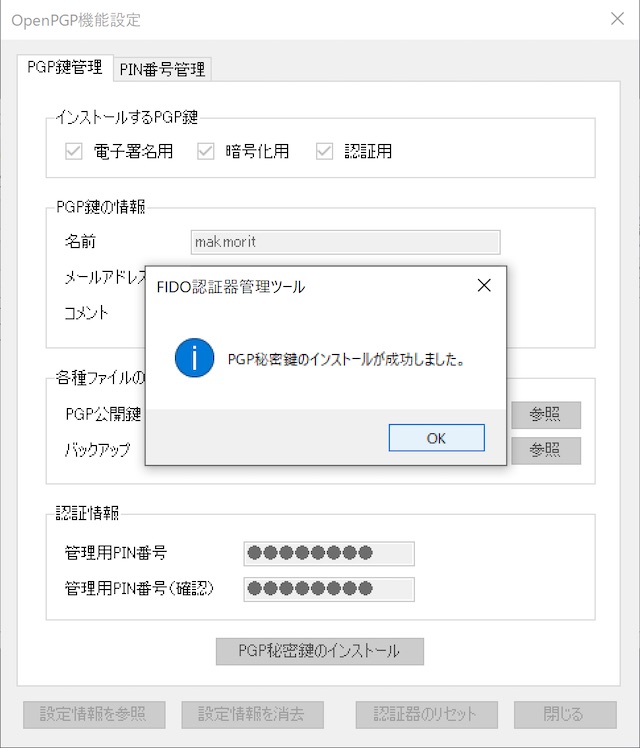 OpenPGP機能設定
PGP鍵管理 PIN番号管理
インストールするPGP鍵
電子署名用 暗号化用 認証用
PGP鍵の情報
名前 makmorit
メールアドレス
コメント
FIDO認証器管理ツール
PGP秘密鍵のインストールが成功しました。
OK
各種ファイルの
PGP公開鍵 参照
バックアップ 参照
認証情報
管理用PIN番号 ●●●●●●●●
管理用PIN番号(確認) ●●●●●●●●
PGP秘密鍵のインストール
設定情報を参照 設定情報を消去 認証器のリセット 閉じる